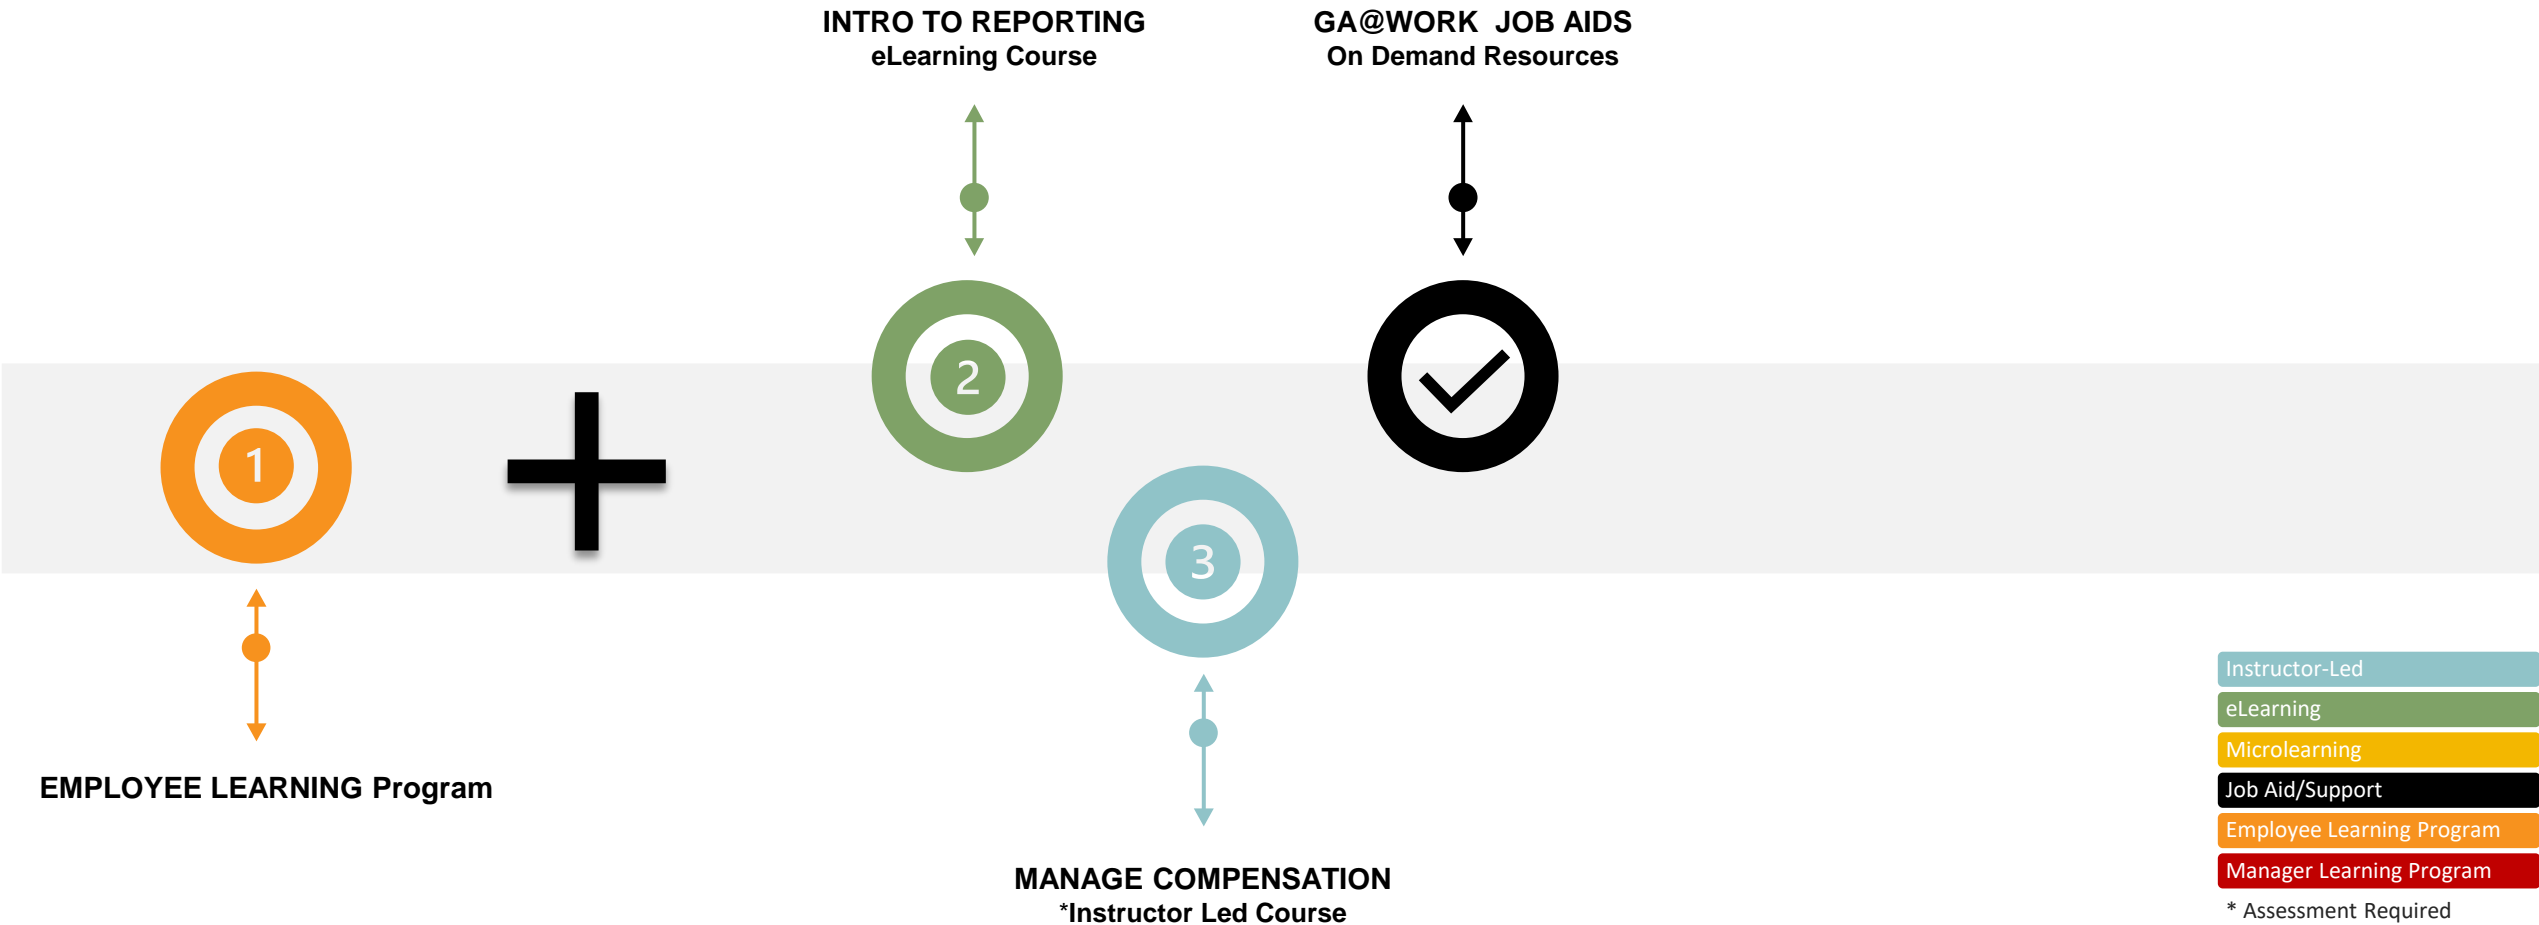 INTRO TO REPORTING
eLearning Course
GA@WORK  JOB AIDS
On Demand Resources
1
2
3
EMPLOYEE LEARNING Program
MANAGE COMPENSATION
*Instructor Led Course
Instructor-Led
eLearning
Microlearning
Job Aid/Support
Employee Learning Program
Manager Learning Program
* Assessment Required